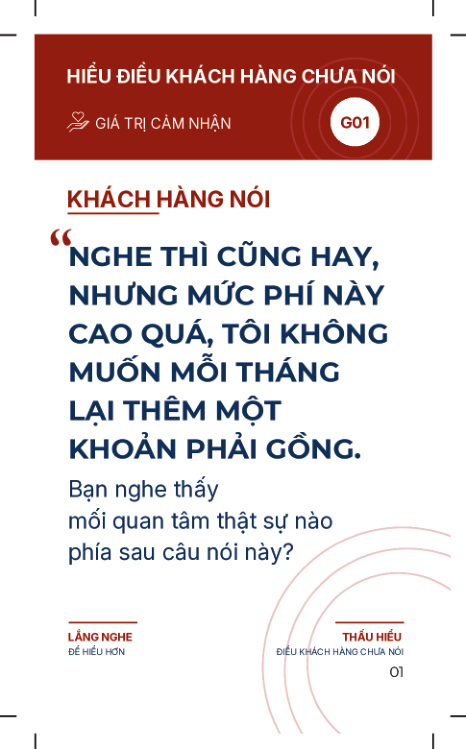 HIỂU ĐIỀU KHÁCH HÀNG CHƯA NÓI
GIÁ TRỊ CẢM NHẬN
G01
KHÁCH HÀNG NÓI
“NGHE THÌ CŨNG HAY,
NHƯNG MỨC PHÍ NÀY
CAO QUÁ, TÔI KHÔNG
MUỐN MỖI THÁNG
LẠI THÊM MỘT
KHOẢN PHẢI GỒNG.
Bạn nghe thấy
mối quan tâm thật sự nào
phía sau câu nói này?
LẮNG NGHE
ĐỂ HIỂU HƠN
THẤU HIỂU
ĐIỀU KHÁCH HÀNG CHƯA NÓI
01